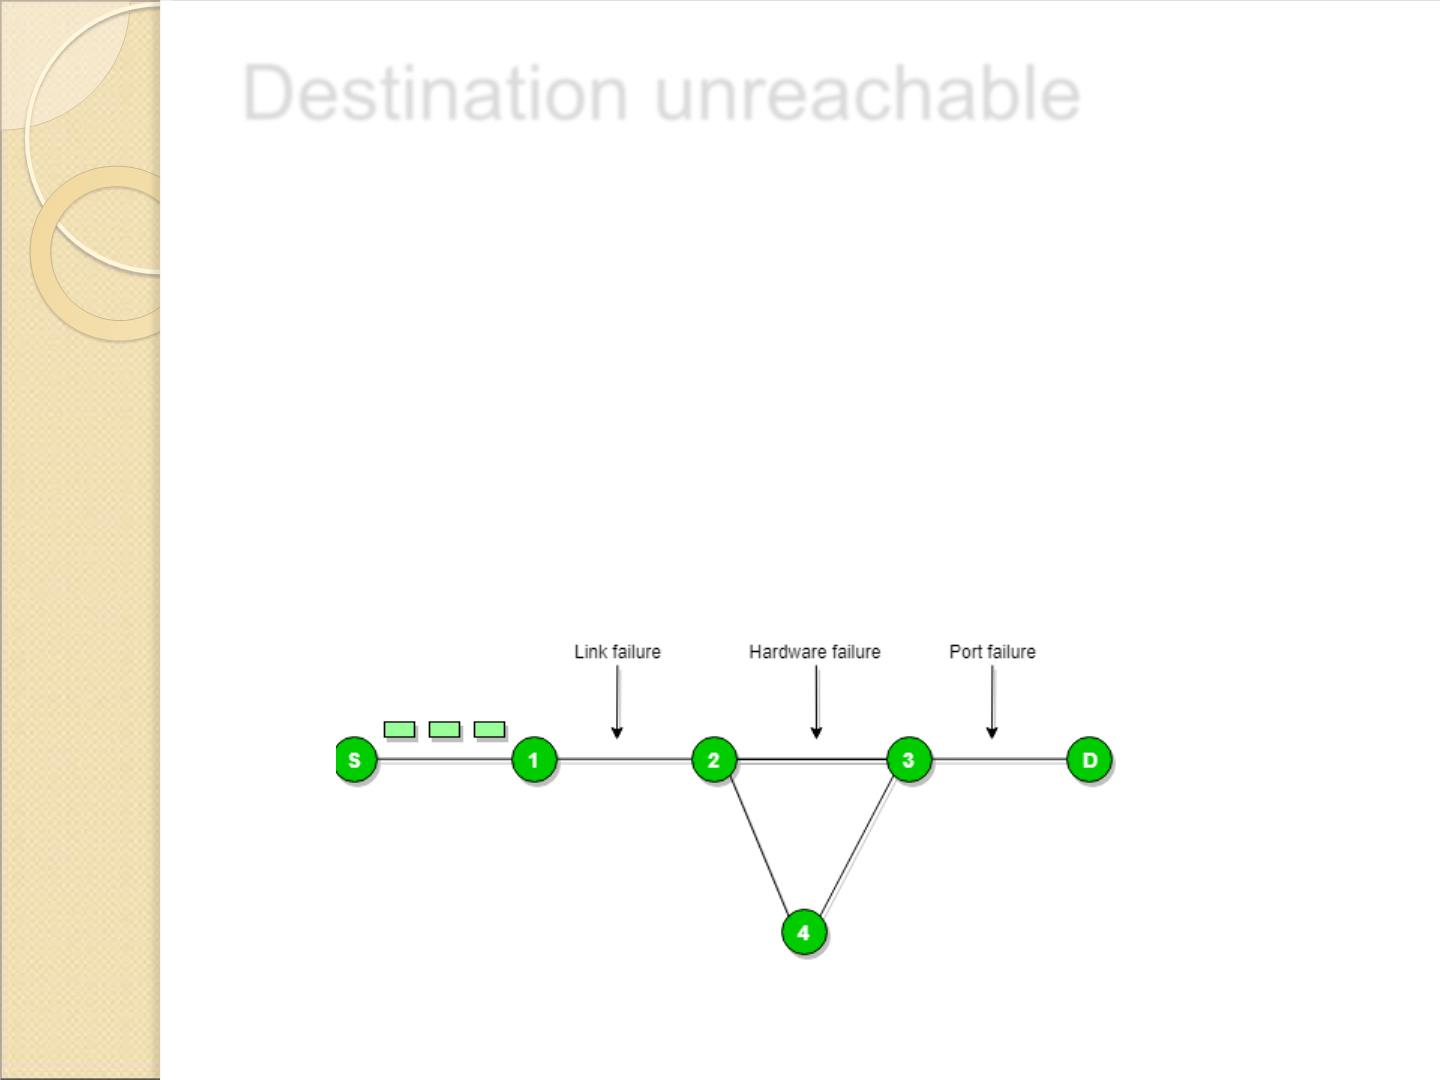 Destination unreachable
Link failure
Hardware failure
Port failure
S
1
2
3
D
4